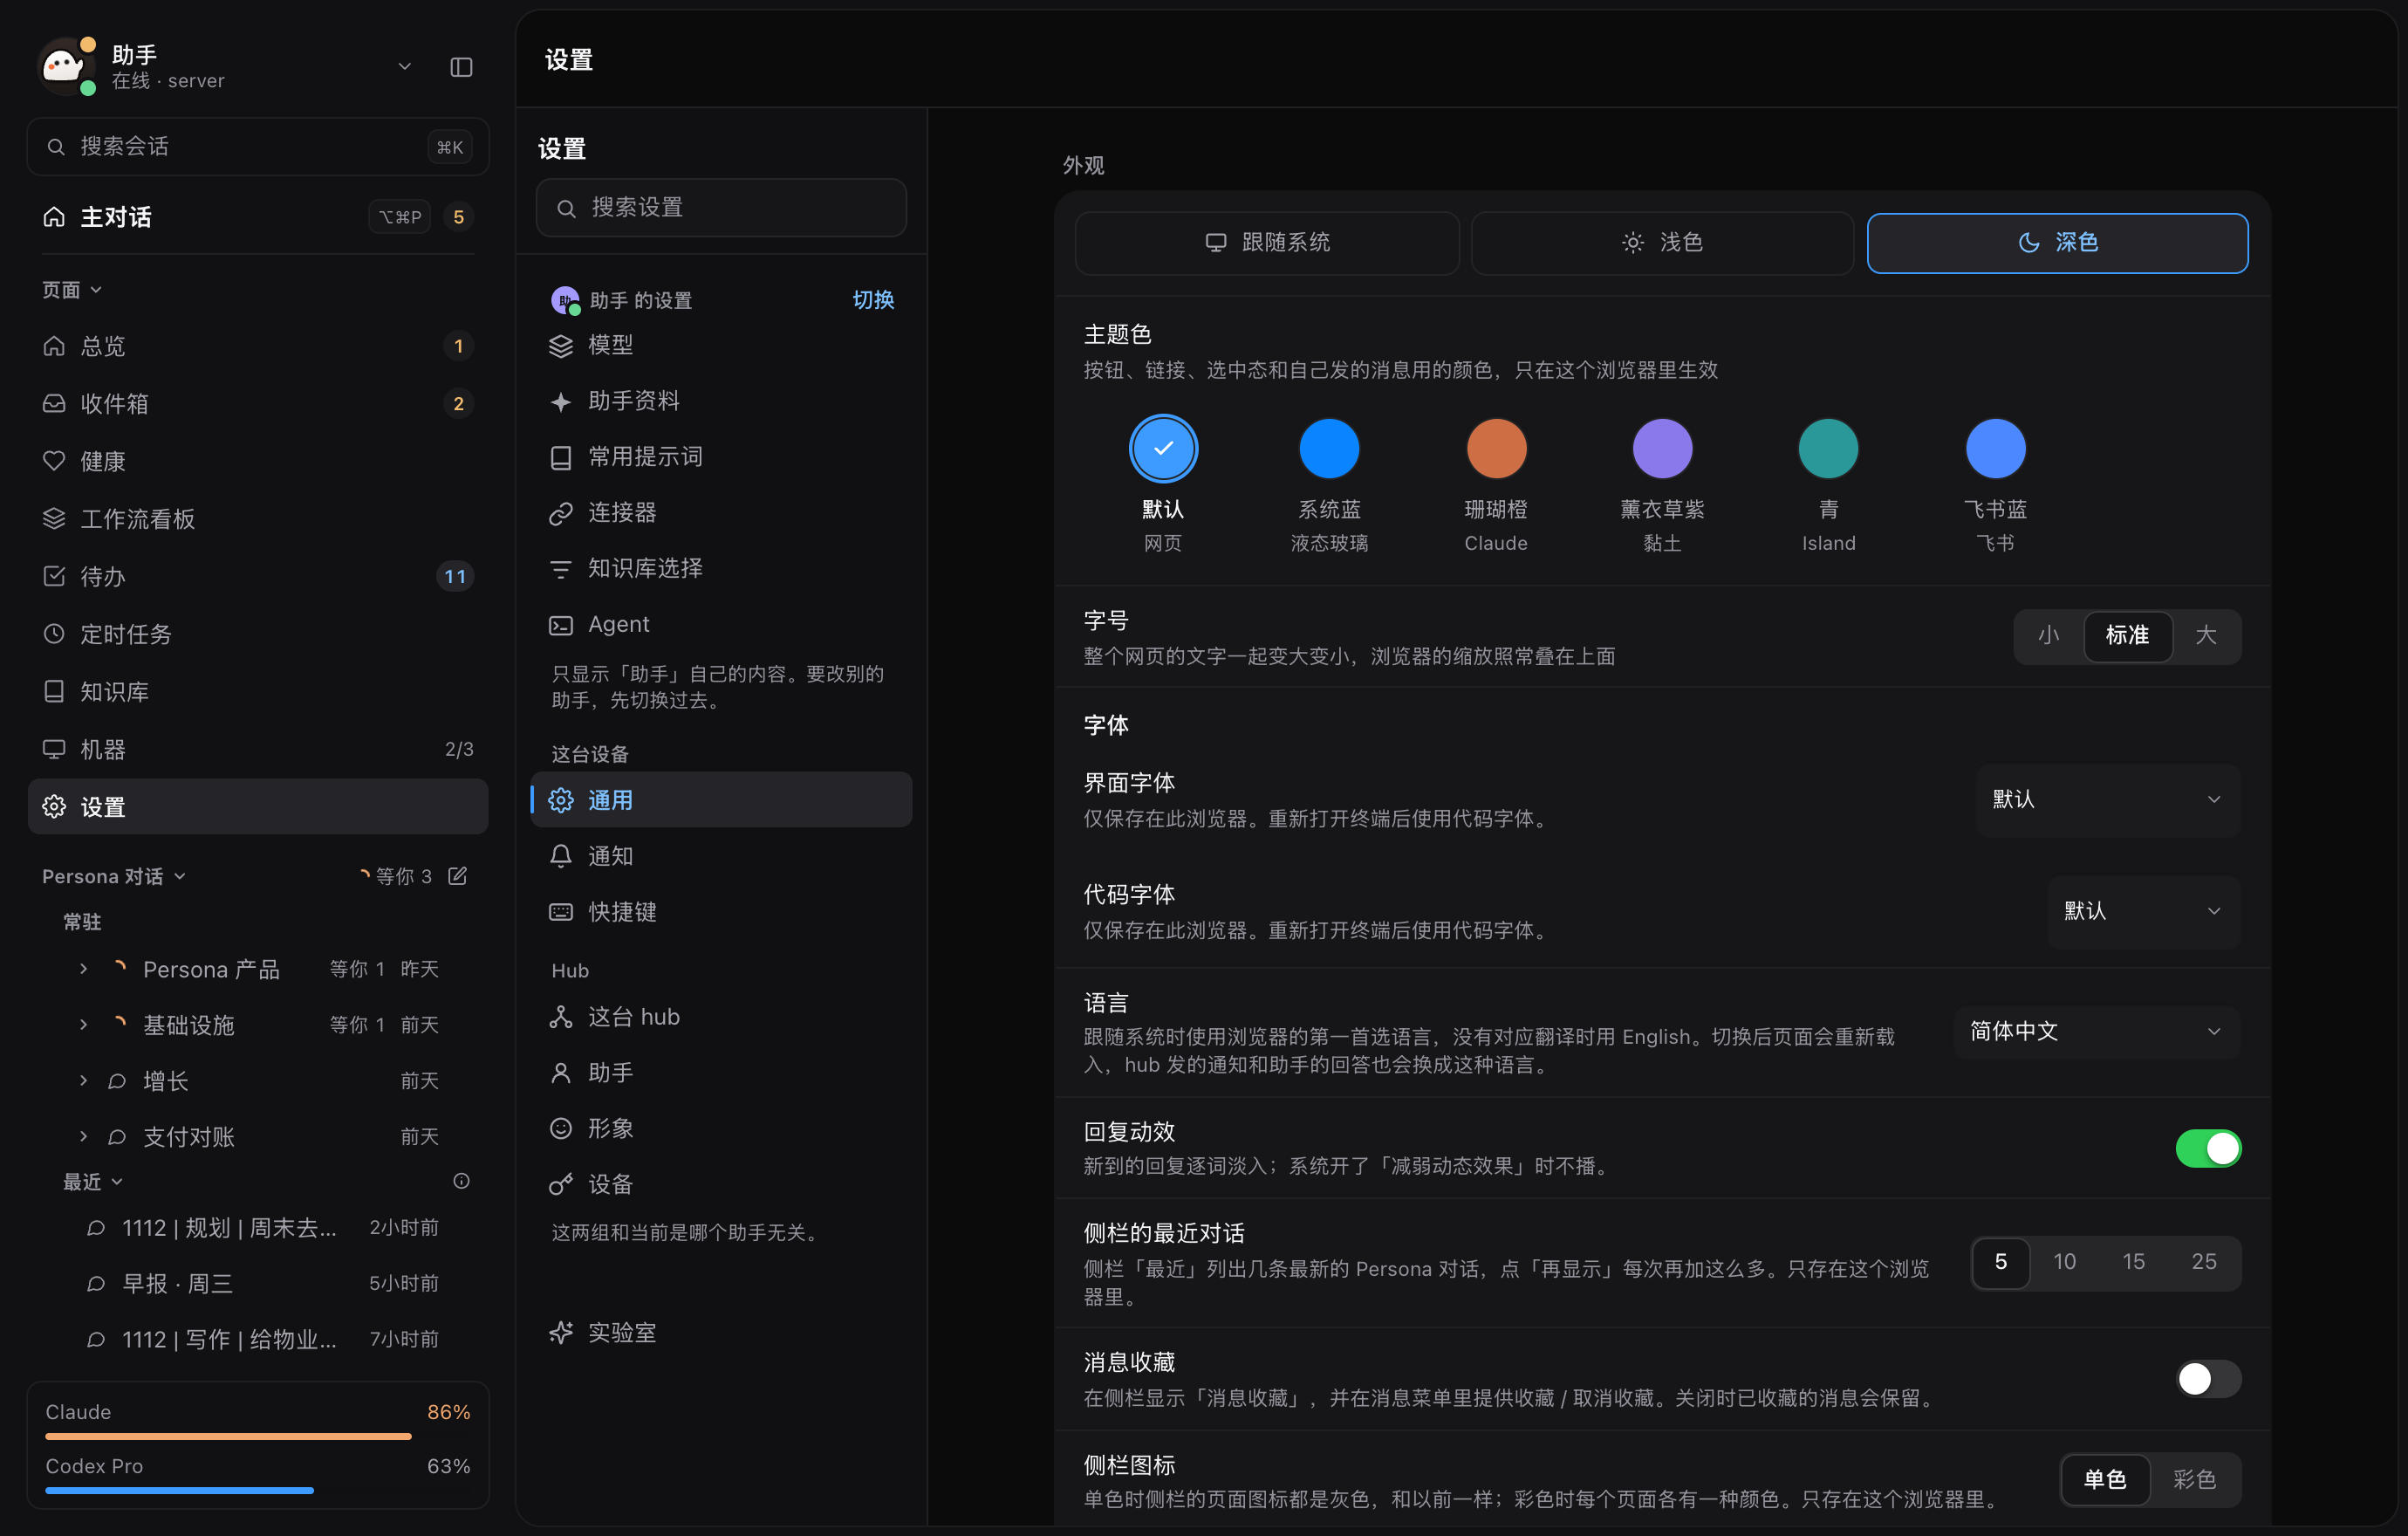 助手
在线 · server
搜索会话
⌘K
主对话
⌥⌘P
5
页面
总览
1
收件箱
2
健康
工作流看板
待办
11
定时任务
知识库
机器
2/3
设置
Persona 对话
等你 3
常驻
Persona 产品
等你 1
昨天
基础设施
等你 1
前天
增长
前天
支付对账
前天
最近
1112 | 规划 | 周末去...
2小时前
早报 · 周三
5小时前
1112 | 写作 | 给物业...
7小时前
Claude
86%
Codex Pro
63%
设置
设置
搜索设置
助
助手 的设置
切换
模型
助手资料
常用提示词
连接器
知识库选择
Agent
只显示「助手」自己的内容。要改别的
助手，先切换过去。
这台设备
通用
通知
快捷键
Hub
这台 hub
助手
形象
设备
这两组和当前是哪个助手无关。
实验室
外观
跟随系统
浅色
深色
主题色
按钮、链接、选中态和自己发的消息用的颜色，只在这个浏览器里生效
默认
网页
系统蓝
液态玻璃
珊瑚橙
Claude
薰衣草紫
黏土
青
Island
飞书蓝
飞书
字号
整个网页的文字一起变大变小，浏览器的缩放照常叠在上面
小
标准
大
字体
界面字体
仅保存在此浏览器。重新打开终端后使用代码字体。
默认
代码字体
仅保存在此浏览器。重新打开终端后使用代码字体。
默认
语言
跟随系统时使用浏览器的第一首选语言，没有对应翻译时用 English。切换后页面会重新载
入，hub 发的通知和助手的回答也会换成这种语言。
简体中文
回复动效
新到的回复逐词淡入；系统开了「减弱动态效果」时不播。
侧栏的最近对话
侧栏「最近」列出几条最新的 Persona 对话，点「再显示」每次再加这么多。只存在这个浏览
器里。
5
10
15
25
消息收藏
在侧栏显示「消息收藏」，并在消息菜单里提供收藏 / 取消收藏。关闭时已收藏的消息会保留。
侧栏图标
单色时侧栏的页面图标都是灰色，和以前一样；彩色时每个页面各有一种颜色。只存在这个浏览器里。
单色
彩色